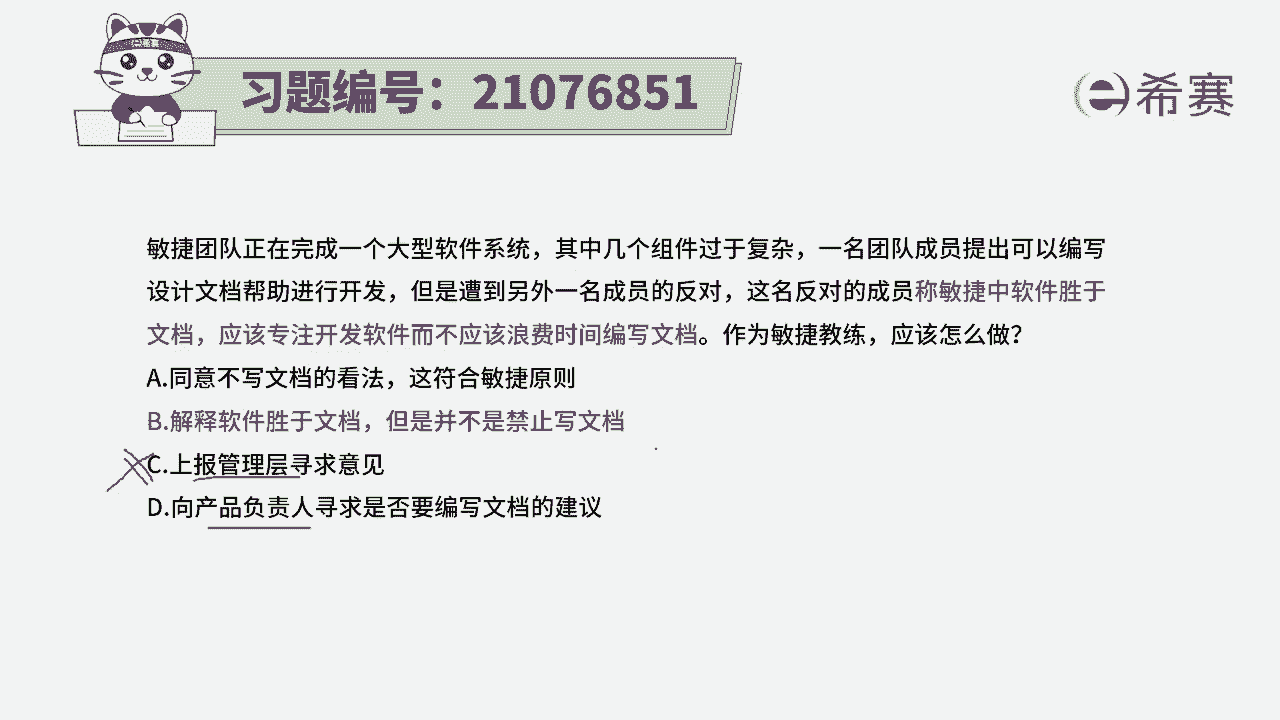 习题编号：21076851
希赛
敏捷团队正在完成一个大型软件系统，其中几个组件过于复杂，一名团队成员提出可以编写
设计文档帮助进行开发，但是遭到另外一名成员的反对，这名反对的成员称敏捷中软件胜于
文档，应该专注开发软件而不应该浪费时间编写文档。作为敏捷教练，应该怎么做？
A.同意不写文档的看法，这符合敏捷原则
B.解释软件胜于文档，但是并不是禁止写文档
C.上报管理层寻求意见
D.向产品负责人寻求是否要编写文档的建议